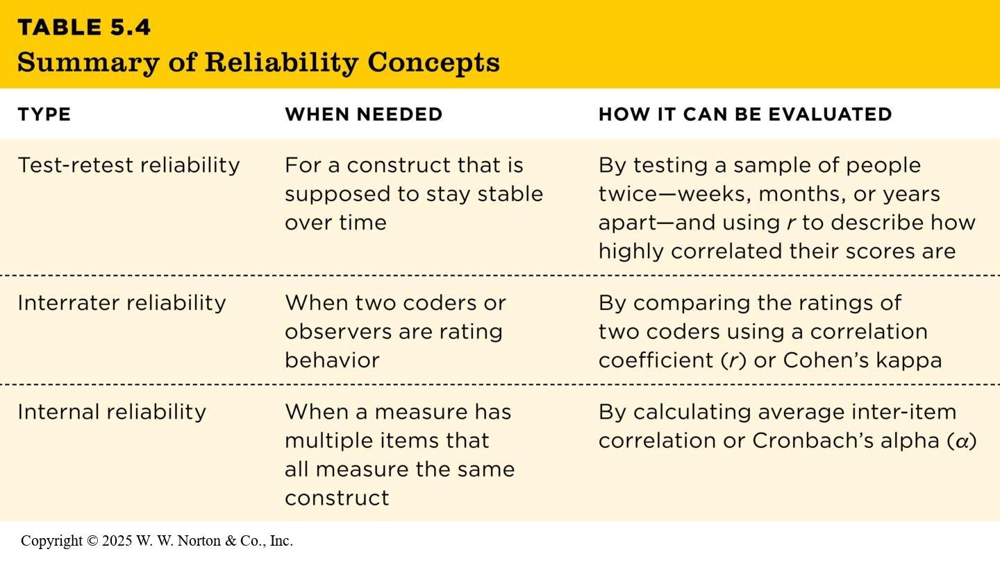 TABLE 5.4
Summary of Reliability Concepts
TYPE WHEN NEEDED HOW IT CAN BE EVALUATED
Test-retest reliability
For a construct that is
supposed to stay stable
over time
By testing a sample of people
twice—weeks, months, or years
apart—and using r to describe how
highly correlated their scores are
Interrater reliability
When two coders or
observers are rating
behavior
By comparing the ratings of
two coders using a correlation
coefficient (r) or Cohen’s kappa
Internal reliability
When a measure has
multiple items that
all measure the same
construct
By calculating average inter-item
correlation or Cronbach’s alpha (α)
Copyright © 2025 W. W. Norton & Co., Inc.